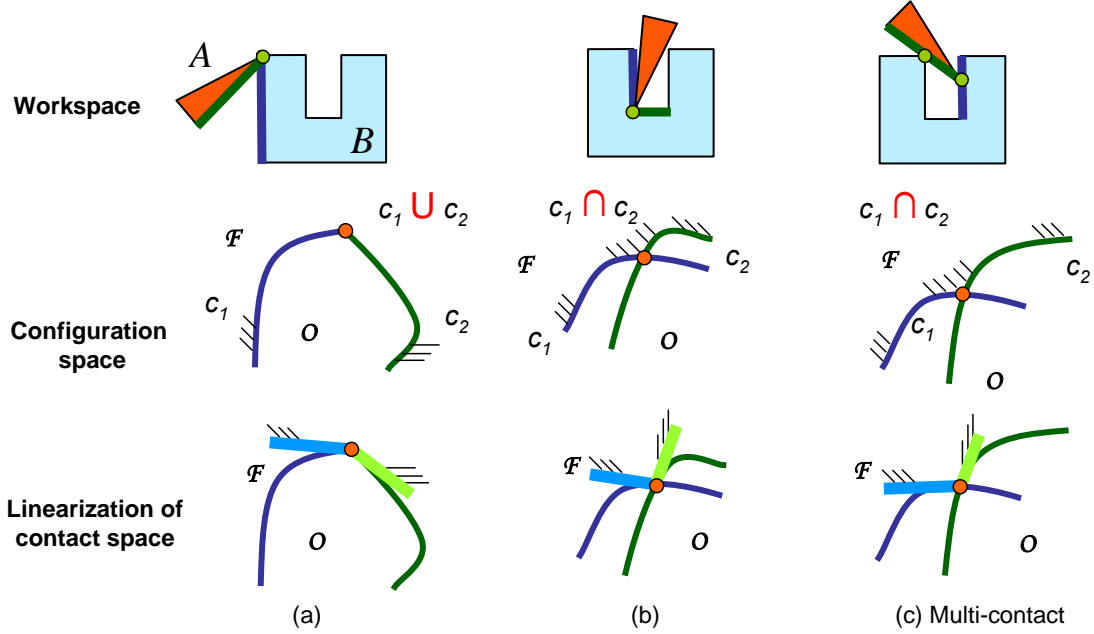 A
Workspace
B
c1 ∪ c2
c1 ∩ c2
c1 ∩ c2
F
F
F
c2
c2
c1
c2
c1
c1
Configuration
space
O
O
O
F
F
F
Linearization of
contact space
O
O
O
(a)
(b)
(c) Multi-contact